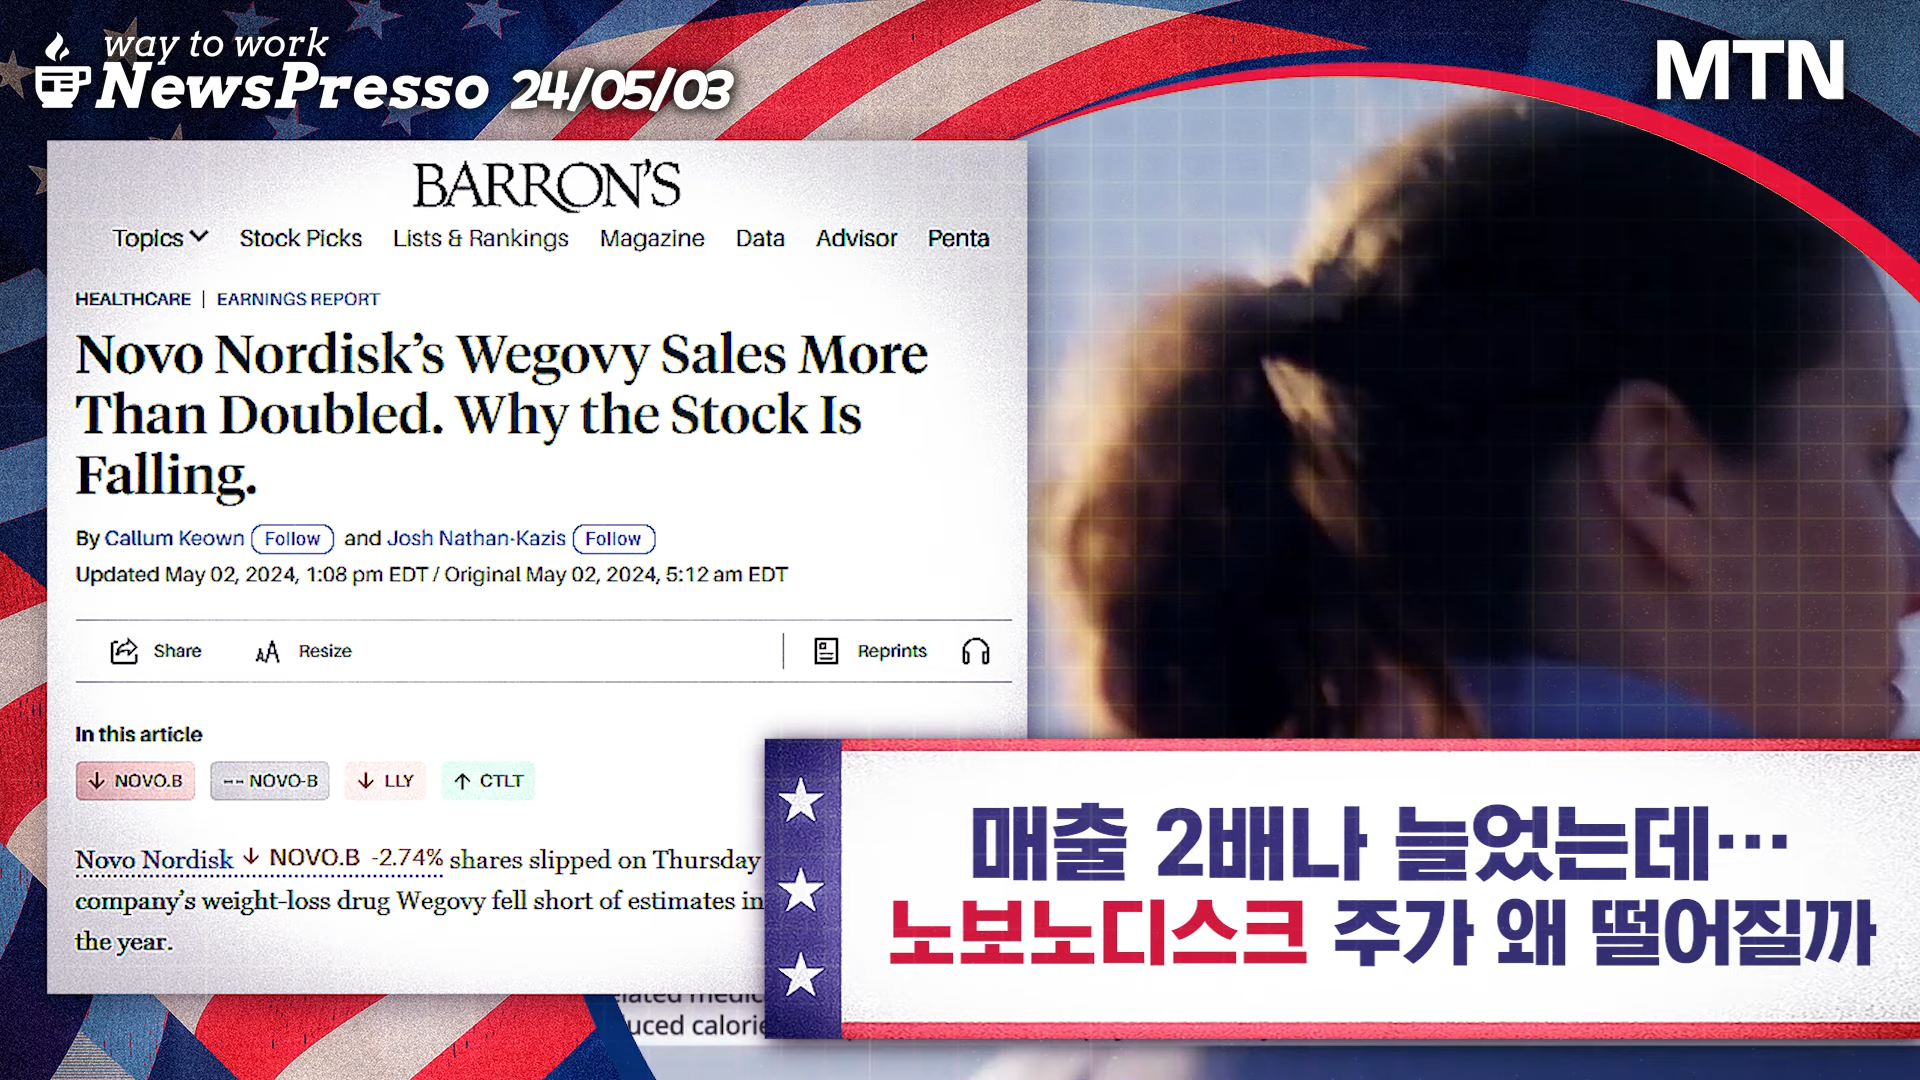 way to work
NewsPresso 24/05/03
MTN
BARRON'S
Topics Stock Picks Lists & Rankings Magazine Data Advisor Penta
HEALTHCARE | EARNINGS REPORT
Novo Nordisk's Wegovy Sales More
Than Doubled. Why the Stock Is
Falling.
By Callum Keown Follow and Josh Nathan-Kazis Follow
Updated May 02, 2024, 1:08 pm EDT / Original May 02, 2024, 5:12 am EDT
Share Resize Reprints
In this article
↓ NOVO.B -- NOVO-B ↓ LLY ↑ CTLT
Novo Nordisk ↓ NOVO.B -2.74% shares slipped on Thursday
company's weight-loss drug Wegovy fell short of estimates in
the year.
매출 2배나 늘었는데…
노보노디스크 주가 왜 떨어질까